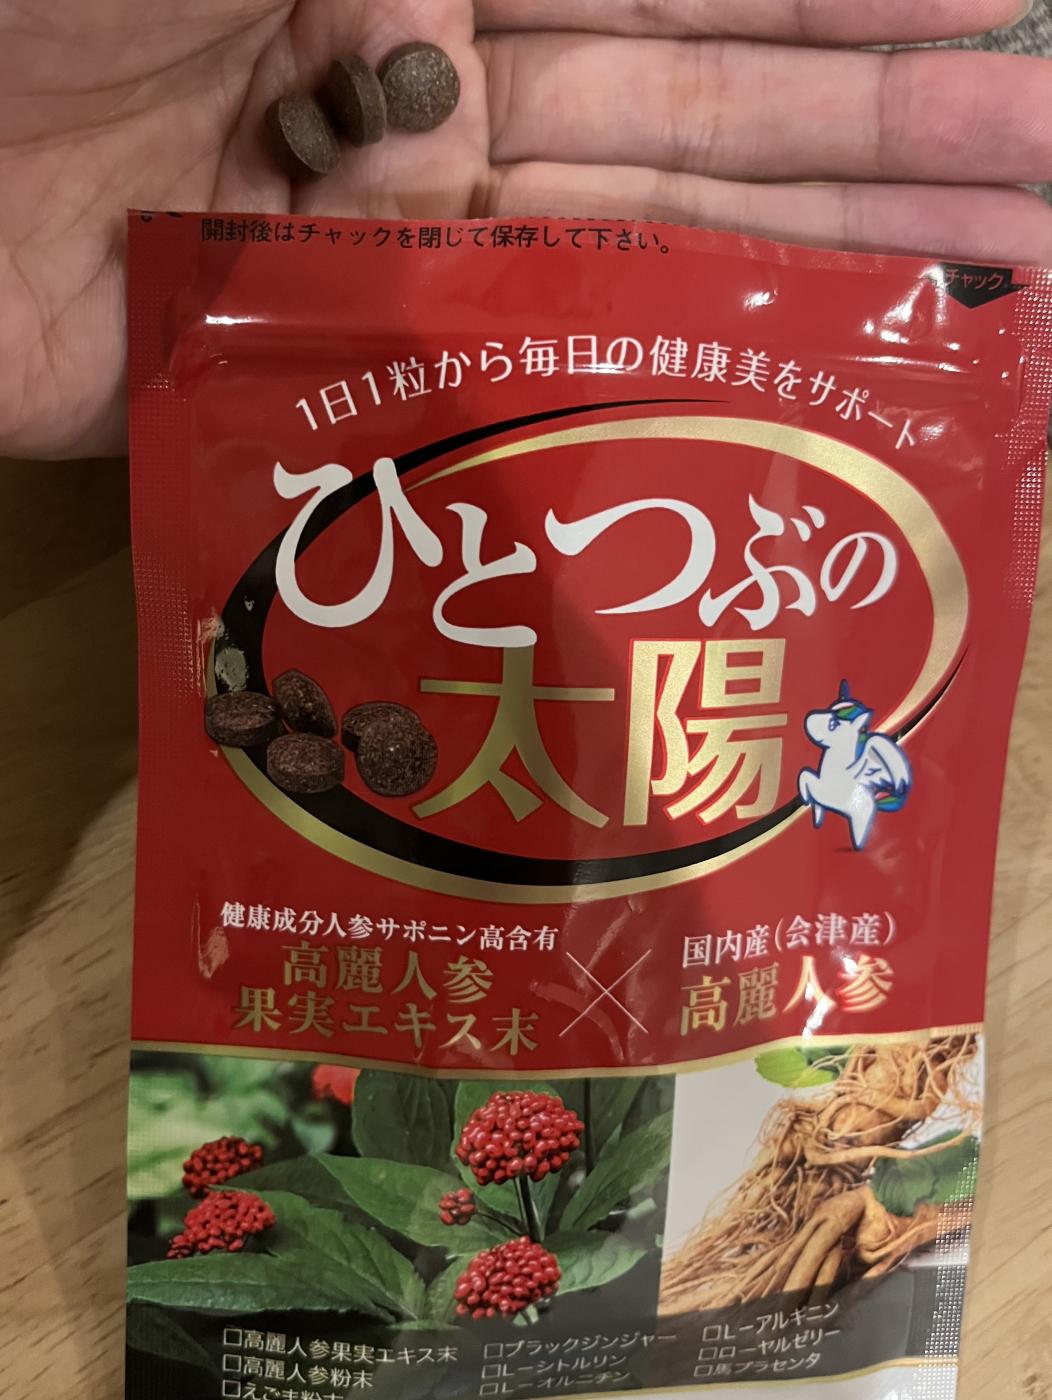 開封後はチャックを閉じて保存して下さい。
チャック
1日1粒から毎日の健康美をサポート
ひとつぶの
太陽
健康成分人参サポニン高含有
高麗人参
果実エキス末
×
国内産(会津産)
高麗人参
□高麗人参果実エキス末
□高麗人参粉末
□えごま粉末
□ブラックジンジャー
□L－シトルリン
□L－オルニチン
□L－アルギニン
□ローヤルゼリー
□馬プラセンタ